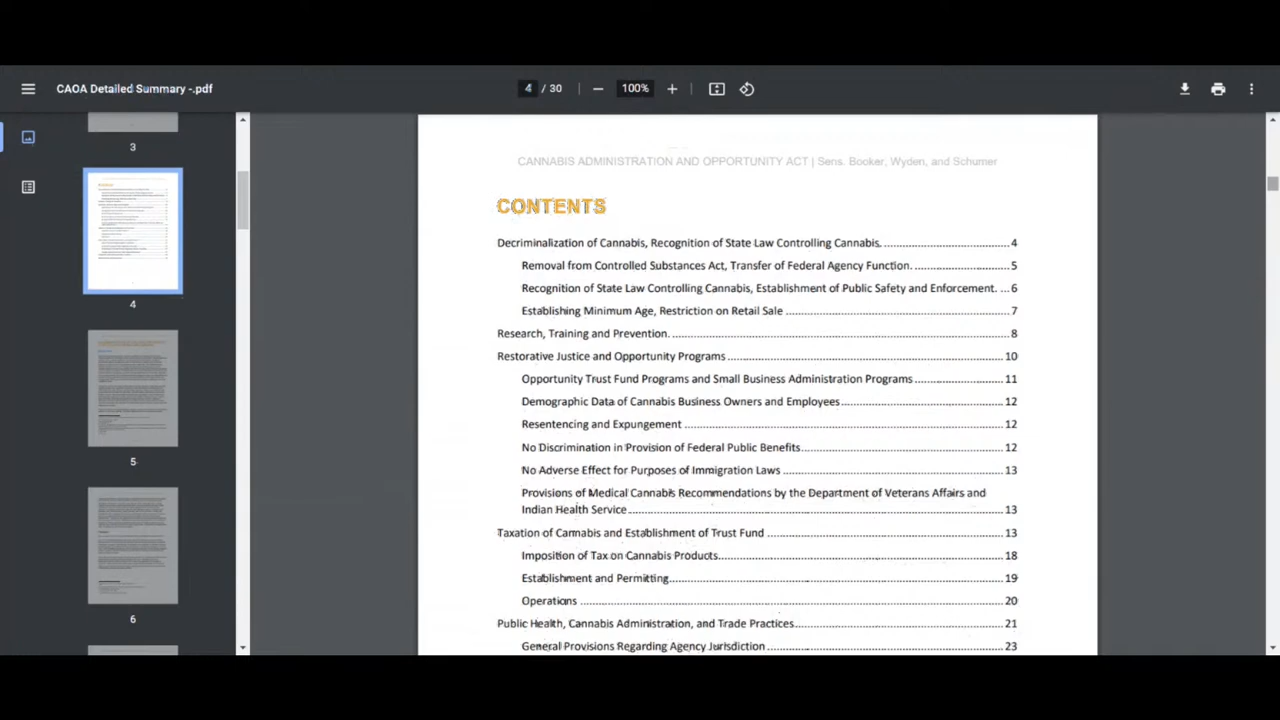 CAOA Detailed Summary -.pdf
4 / 30
100%
3
4
5
6
CANNABIS ADMINISTRATION AND OPPORTUNITY ACT | Sens. Booker, Wyden, and Schumer
CONTENTS
Decriminalization of Cannabis, Recognition of State Law Controlling Cannabis. ........ 4
Removal from Controlled Substances Act, Transfer of Federal Agency Function. ........ 5
Recognition of State Law Controlling Cannabis, Establishment of Public Safety and Enforcement. ... 6
Establishing Minimum Age, Restriction on Retail Sale ........ 7
Research, Training and Prevention. ........ 8
Restorative Justice and Opportunity Programs ........ 10
Opportunity Trust Fund Programs and Small Business Administration Programs ........ 11
Demographic Data of Cannabis Business Owners and Employees ........ 12
Resentencing and Expungement ........ 12
No Discrimination in Provision of Federal Public Benefits ........ 12
No Adverse Effect for Purposes of Immigration Laws ........ 13
Provisions of Medical Cannabis Recommendations by the Department of Veterans Affairs and
Indian Health Service ........ 13
Taxation of Cannabis and Establishment of Trust Fund ........ 13
Imposition of Tax on Cannabis Products ........ 18
Establishment and Permitting ........ 19
Operations ........ 20
Public Health, Cannabis Administration, and Trade Practices ........ 21
General Provisions Regarding Agency Jurisdiction ........ 23